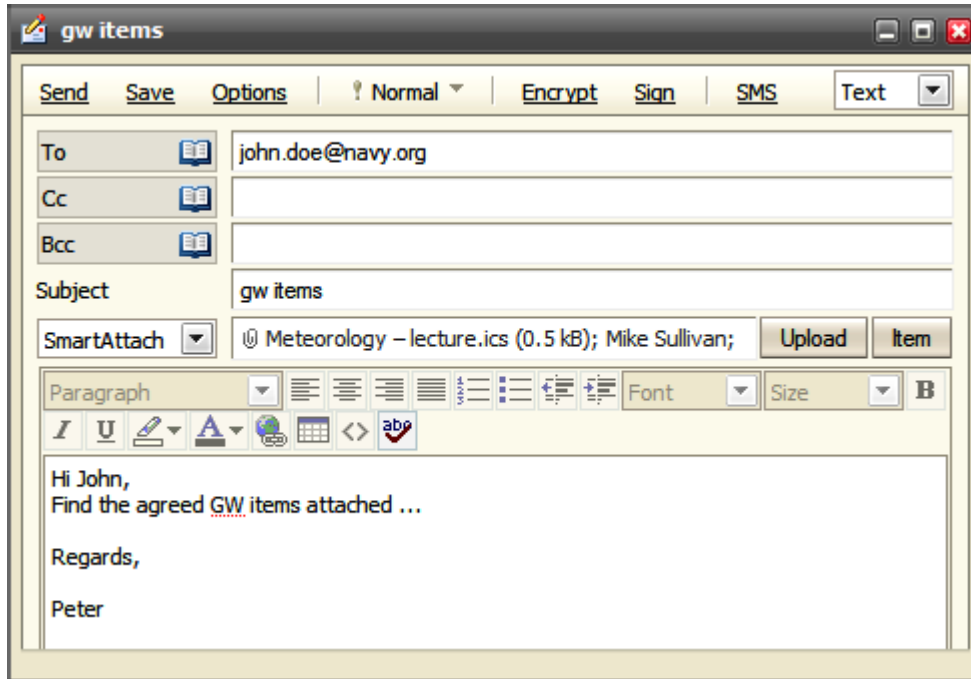 gw items
Send Save Options Normal Encrypt Sign SMS Text
To john.doe@navy.org
Cc
Bcc
Subject gw items
SmartAttach Meteorology – lecture.ics (0.5 kB); Mike Sullivan; Upload Item
Paragraph Font Size B
I U A <> abc
Hi John,
Find the agreed GW items attached ...
Regards,
Peter